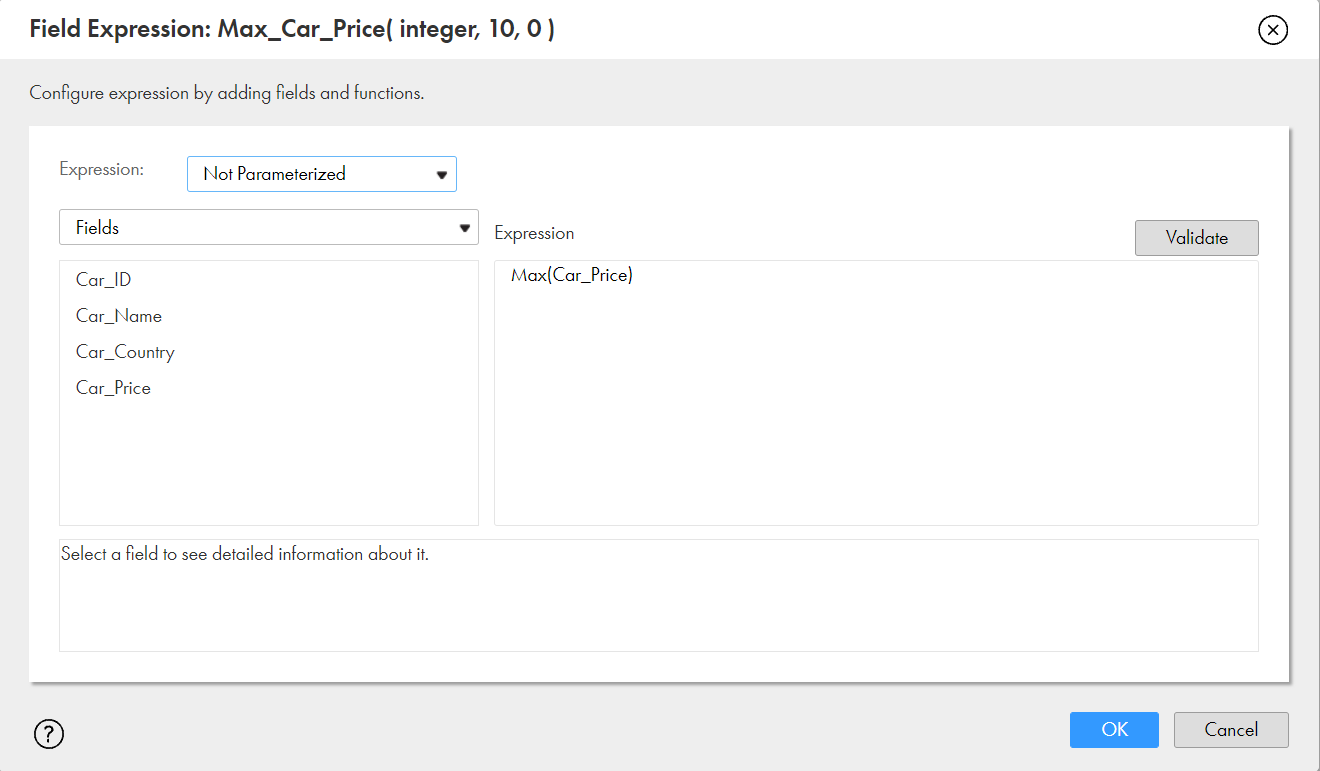 Field Expression: Max_Car_Price( integer, 10, 0 )
Configure expression by adding fields and functions.
Expression:
Not Parameterized
Fields
Expression
Validate
Car_ID
Car_Name
Car_Country
Car_Price
Max(Car_Price)
Select a field to see detailed information about it.
?
OK
Cancel